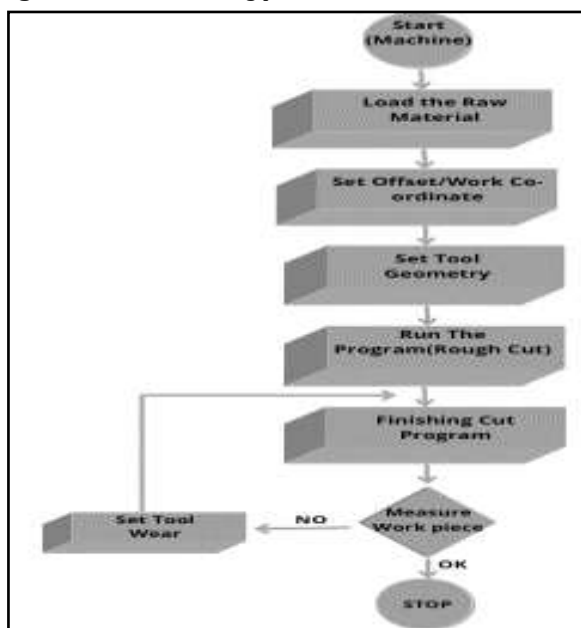 Start
(Machine)
Load the Raw
Material
Set Offset/Work Co-
ordinate
Set Tool
Geometry
Run The
Program(Rough Cut)
Finishing Cut
Program
Measure
Work piece
NO
Set Tool
Wear
OK
STOP